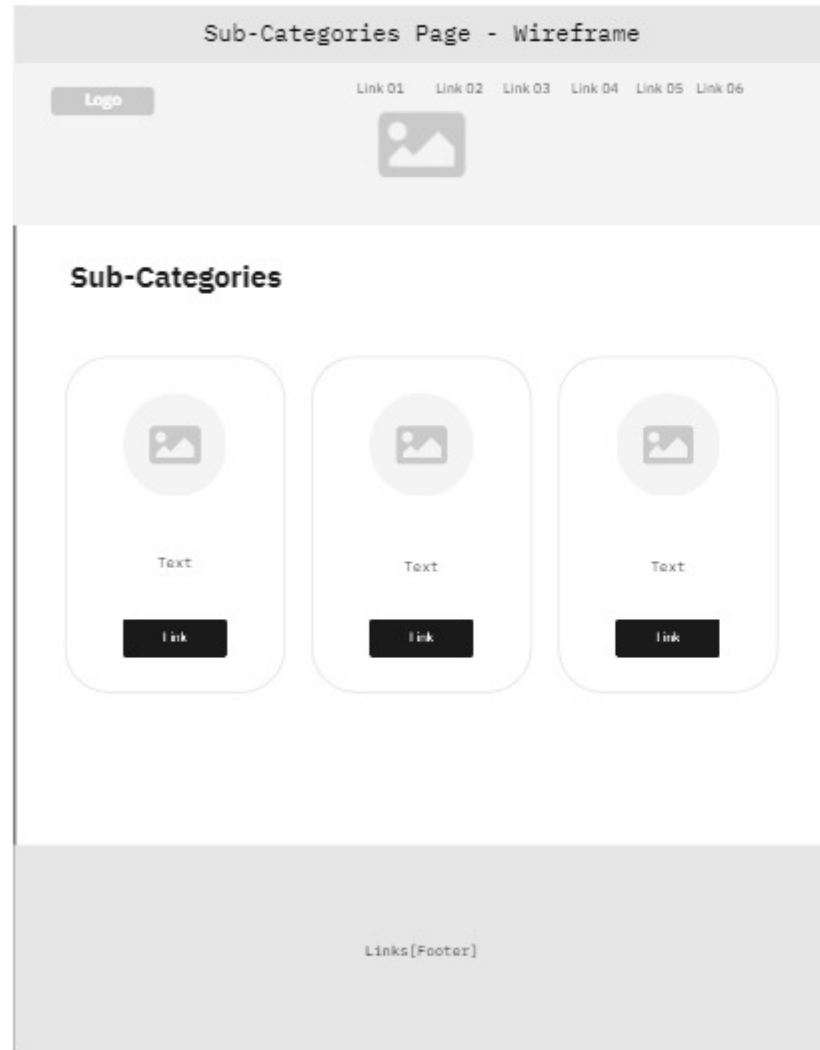 Sub-Categories Page - Wireframe
Logo
Link 01 Link 02 Link 03 Link 04 Link 05 Link 06
Sub-Categories
Text Text Text
Link Link Link
Links[Footer]